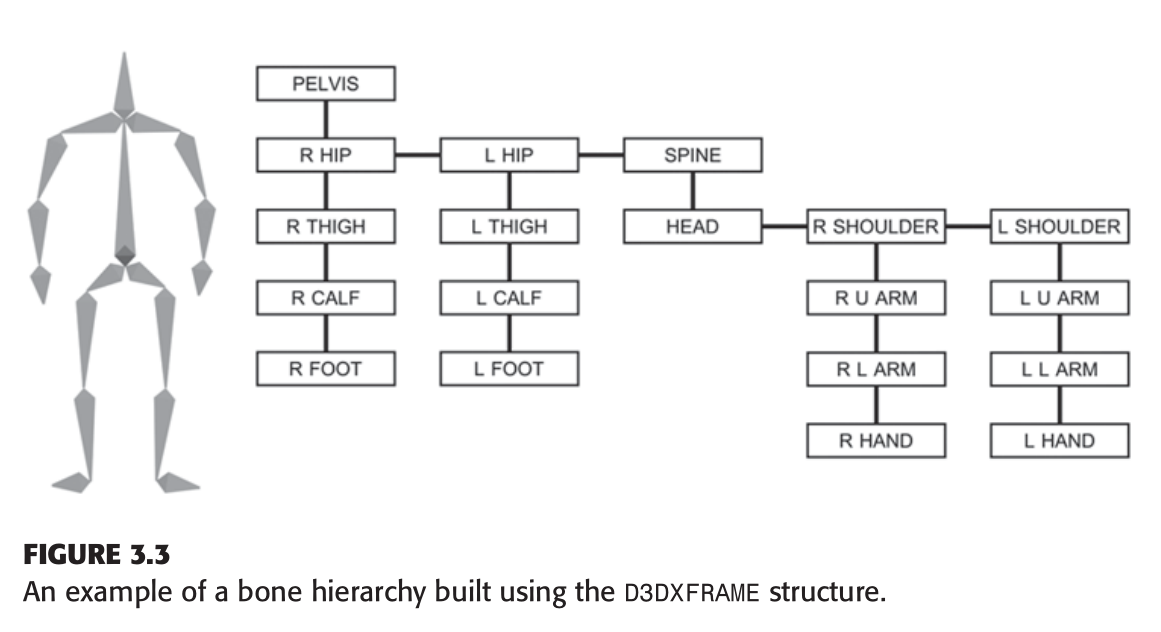 PELVIS
R HIP
L HIP
SPINE
R THIGH
L THIGH
HEAD
R SHOULDER
L SHOULDER
R CALF
L CALF
R U ARM
L U ARM
R FOOT
L FOOT
R L ARM
L L ARM
R HAND
L HAND
FIGURE 3.3
An example of a bone hierarchy built using the D3DXFRAME structure.